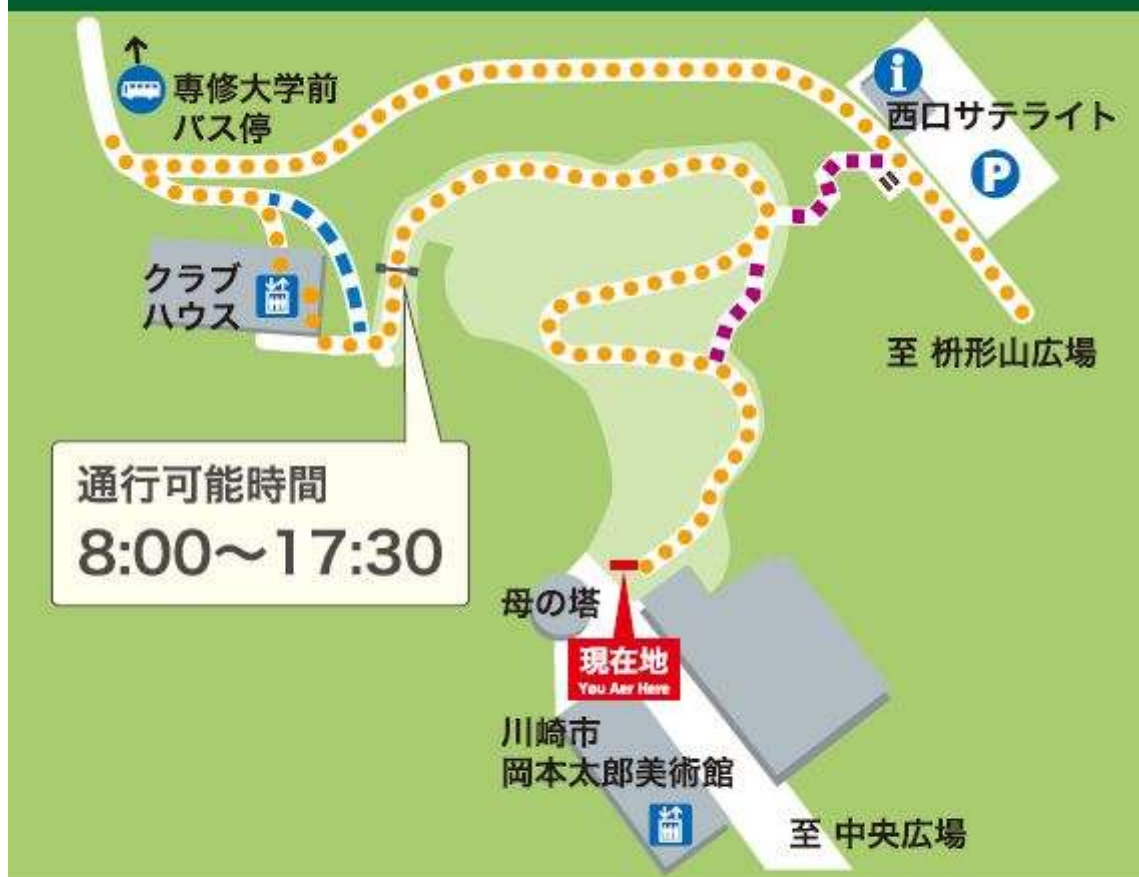 専修大学前
バス停
i
西口サテライト
P
クラブ
ハウス
至 枡形山広場
通行可能時間
8:00～17:30
母の塔
現在地
You Aer Here
川崎市
岡本太郎美術館
至 中央広場